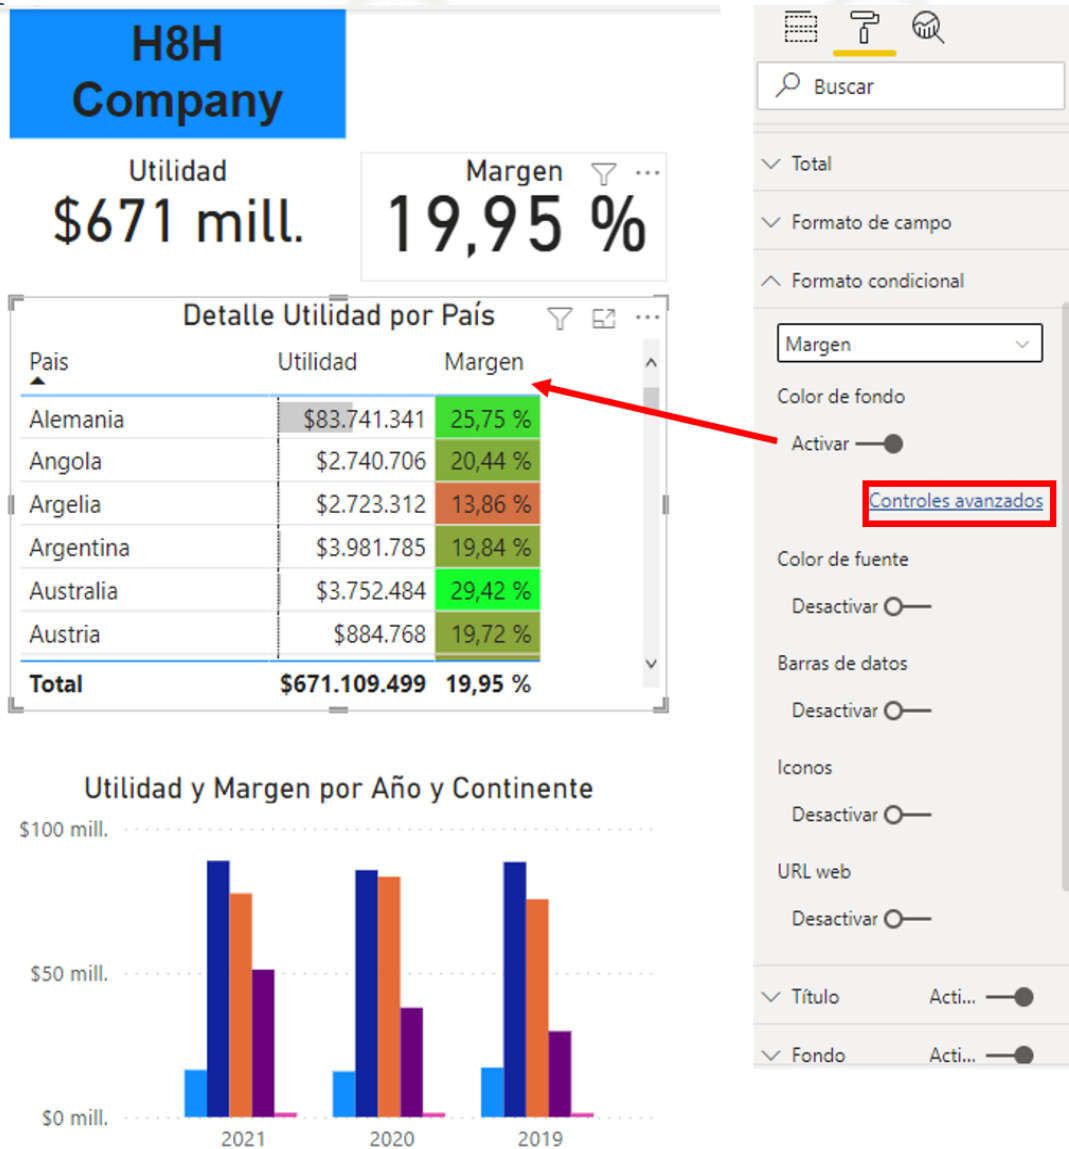 H8H
Company
Utilidad
$671 mill.
Margen
19,95 %
Detalle Utilidad por País
Pais Utilidad Margen
Alemania $83.741.341 25,75 %
Angola $2.740.706 20,44 %
Argelia $2.723.312 13,86 %
Argentina $3.981.785 19,84 %
Australia $3.752.484 29,42 %
Austria $884.768 19,72 %
Total $671.109.499 19,95 %
Utilidad y Margen por Año y Continente
$100 mill.
$50 mill.
$0 mill.
2021 2020 2019
Buscar
Total
Formato de campo
Formato condicional
Margen
Color de fondo
Activar
Controles avanzados
Color de fuente
Desactivar
Barras de datos
Desactivar
Iconos
Desactivar
URL web
Desactivar
Título Acti...
Fondo Acti...